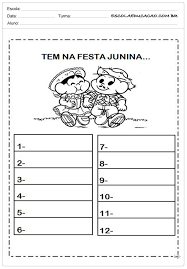 Escola:
Data: Turma: ESCOLAEDUCACAO.COM.BR
Aluno:
TEM NA FESTA JUNINA...
1- 7-
2- 8-
3- 9-
4- 10-
5- 11-
6- 12-